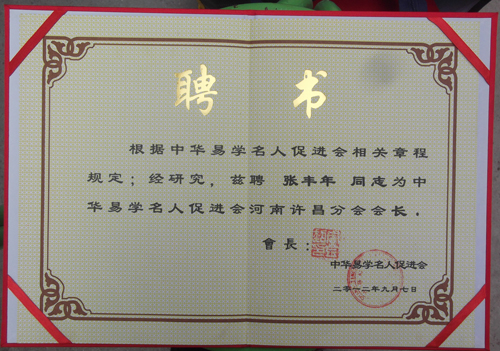 聘书
根据中华易学名人促进会相关章程
规定；经研究，兹聘 张丰年 同志为中
华易学名人促进会河南许昌分会会长．
會長：
中华易学名人促进会
二零一二年九月七日